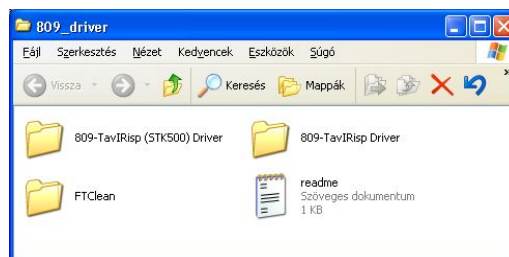 809_driver
Fájl Szerkesztés Nézet Kedvencek Eszközök Súgó
Vissza Keresés Mappák »
809-TavIRisp (STK500) Driver 809-TavIRisp Driver
FTClean readme
Szöveges dokumentum
1 KB